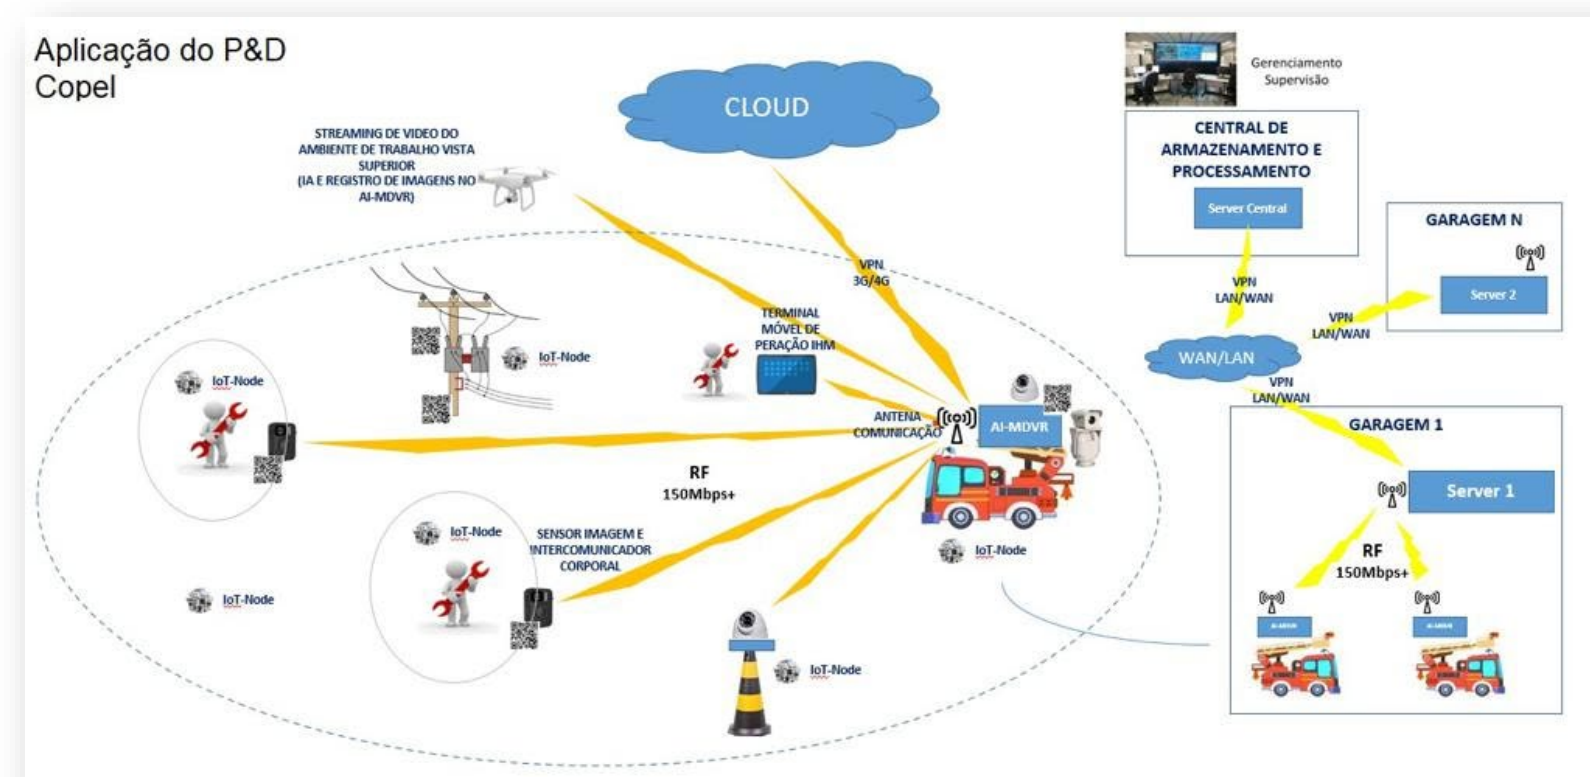 Aplicação do P&D
Copel
STREAMING DE VIDEO DO
AMBIENTE DE TRABALHO VISTA
SUPERIOR
(IA E REGISTRO DE IMAGENS NO
AI-MDVR)
CLOUD
VPN
3G/4G
TERMINAL
MÓVEL DE
PERAÇÃO IHM
IoT-Node
IoT-Node
ANTENA
COMUNICAÇÃO
AI-MDVR
RF
150Mbps+
IoT-Node
SENSOR IMAGEM E
INTERCOMUNICADOR
CORPORAL
IoT-Node
IoT-Node
IoT-Node
Gerenciamento
Supervisão
CENTRAL DE
ARMAZENAMENTO E
PROCESSAMENTO
Server Central
GARAGEM N
Server 2
VPN
LAN/WAN
VPN
LAN/WAN
WAN/LAN
VPN
LAN/WAN
GARAGEM 1
Server 1
RF
150Mbps+
AI-MDVR
AI-MDVR